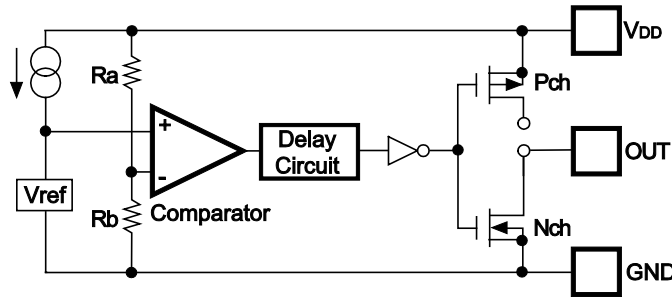 VDD
Ra
Pch
+
Delay
Circuit
OUT
-
Vref
Rb
Comparator
Nch
GND